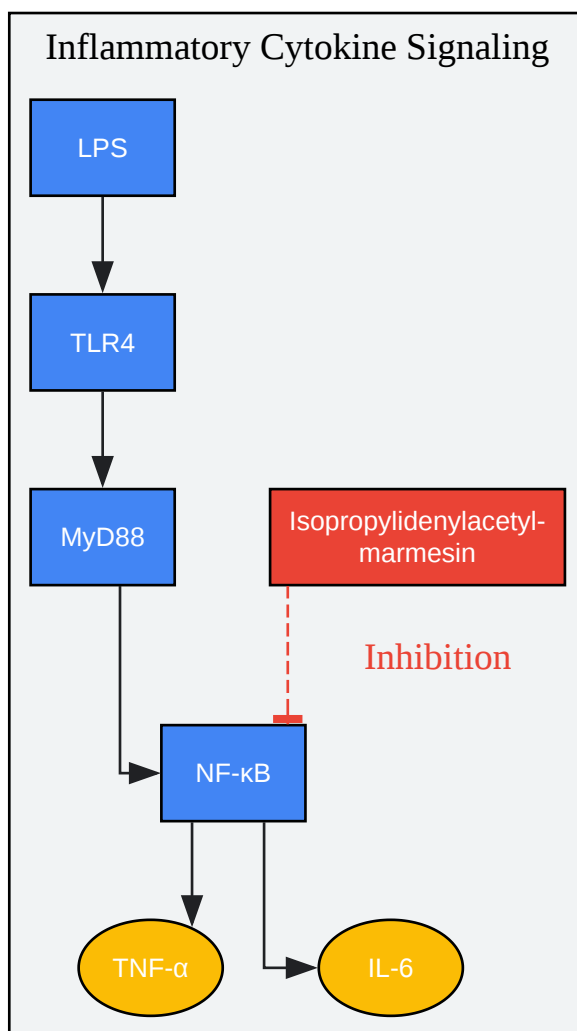 Inflammatory Cytokine Signaling
LPS
TLR4
MyD88
Isopropylidenylacetyl-
marmesin
Inhibition
NF-κB
TNF-α
IL-6